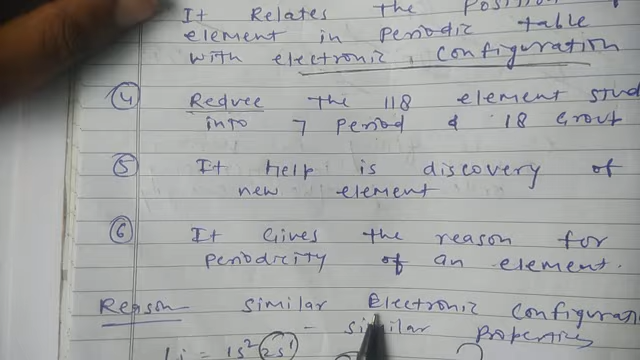 It Relates the Position
element in Periodic table
with electronic configuration
④ Reduce the 118 element stud
into 7 Period & 18 Group
⑤ It help is discovery of
new element
⑥ It Gives the reason for
periodicity of an element.
Reason similar Electronic Configuration
- similar Properties
Li = 1s² 2s¹